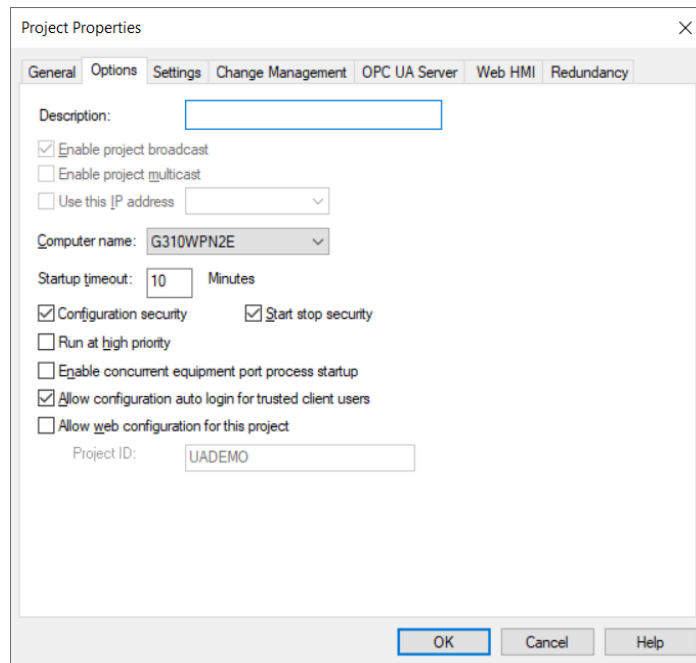 Project Properties
General Options Settings Change Management OPC UA Server Web HMI Redundancy
Description:
Enable project broadcast
Enable project multicast
Use this IP address
Computer name: G310WPN2E
Startup timeout: 10 Minutes
Configuration security Start stop security
Run at high priority
Enable concurrent equipment port process startup
Allow configuration auto login for trusted client users
Allow web configuration for this project
Project ID: UADEMO
OK Cancel Help